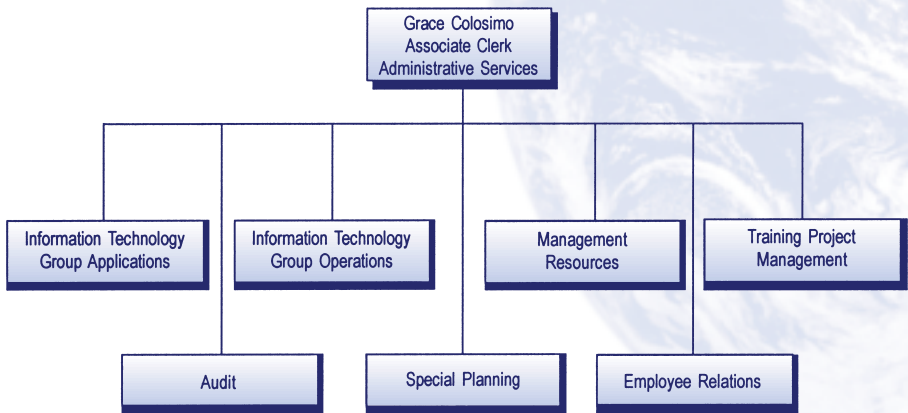 Grace Colosimo
Associate Clerk
Administrative Services
Information Technology
Group Applications
Information Technology
Group Operations
Management
Resources
Training Project
Management
Audit
Special Planning
Employee Relations